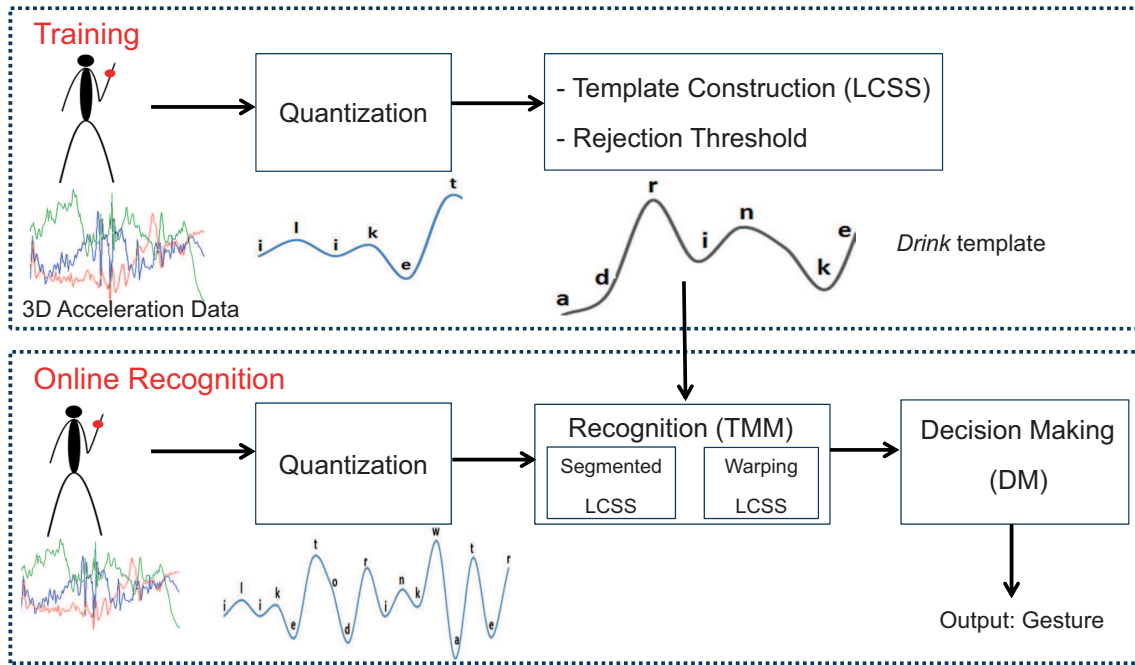 Training
Quantization
- Template Construction (LCSS)
- Rejection Threshold
3D Acceleration Data
i l i k e t
a d r i n k e
Drink template
Online Recognition
Quantization
i l i k e t o d r i n k w a t e r
Recognition (TMM)
Segmented
LCSS
Warping
LCSS
Decision Making
(DM)
Output: Gesture